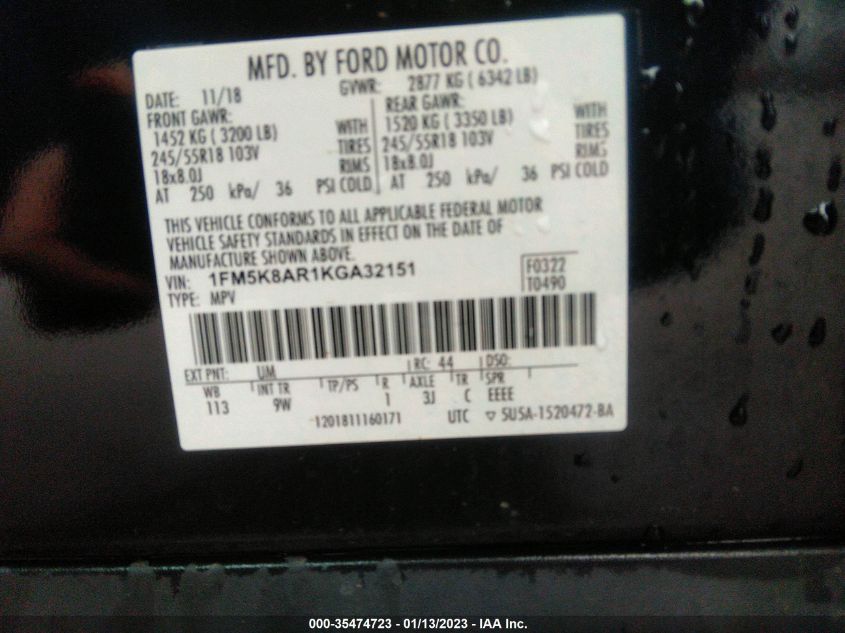 MFD. BY FORD MOTOR CO.
DATE: 11/18 GVWR: 2877 KG ( 6342 LB)
FRONT GAWR: REAR GAWR:
1452 KG ( 3200 LB) WITH 1520 KG ( 3350 LB) WITH
245/55R18 103V TIRES 245/55R18 103V TIRES
18x8.0J RIMS 18x8.0J RIMS
AT 250 kPa/ 36 PSI COLD AT 250 kPa/ 36 PSI COLD
THIS VEHICLE CONFORMS TO ALL APPLICABLE FEDERAL MOTOR
VEHICLE SAFETY STANDARDS IN EFFECT ON THE DATE OF
MANUFACTURE SHOWN ABOVE.
VIN: 1FM5K8AR1KGA32151 F0322
TYPE: MPV T0490
EXT PNT: UM RC: 44 DSO:
WB INT TR TP/PS R AXLE TR SPR
113 9W 1 3J C EEEE
1201811160171 UTC ▽ 5U5A-1520472-BA
000-35474723 - 01/13/2023 - IAA Inc.